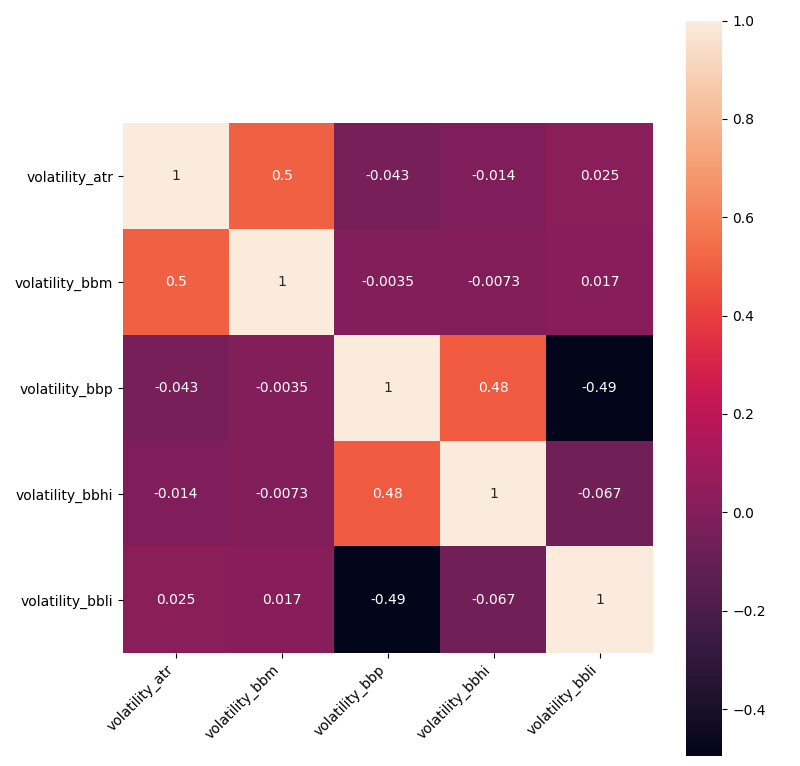 1.0
volatility_atr 1 0.5 -0.043 -0.014 0.025
0.8
0.6
volatility_bbm 0.5 1 -0.0035 -0.0073 0.017
0.4
volatility_bbp -0.043 -0.0035 1 0.48 -0.49
0.2
volatility_bbhi -0.014 -0.0073 0.48 1 -0.067
0.0
volatility_bbli 0.025 0.017 -0.49 -0.067 1
−0.2
volatility_atr volatility_bbm volatility_bbp volatility_bbhi volatility_bbli
−0.4